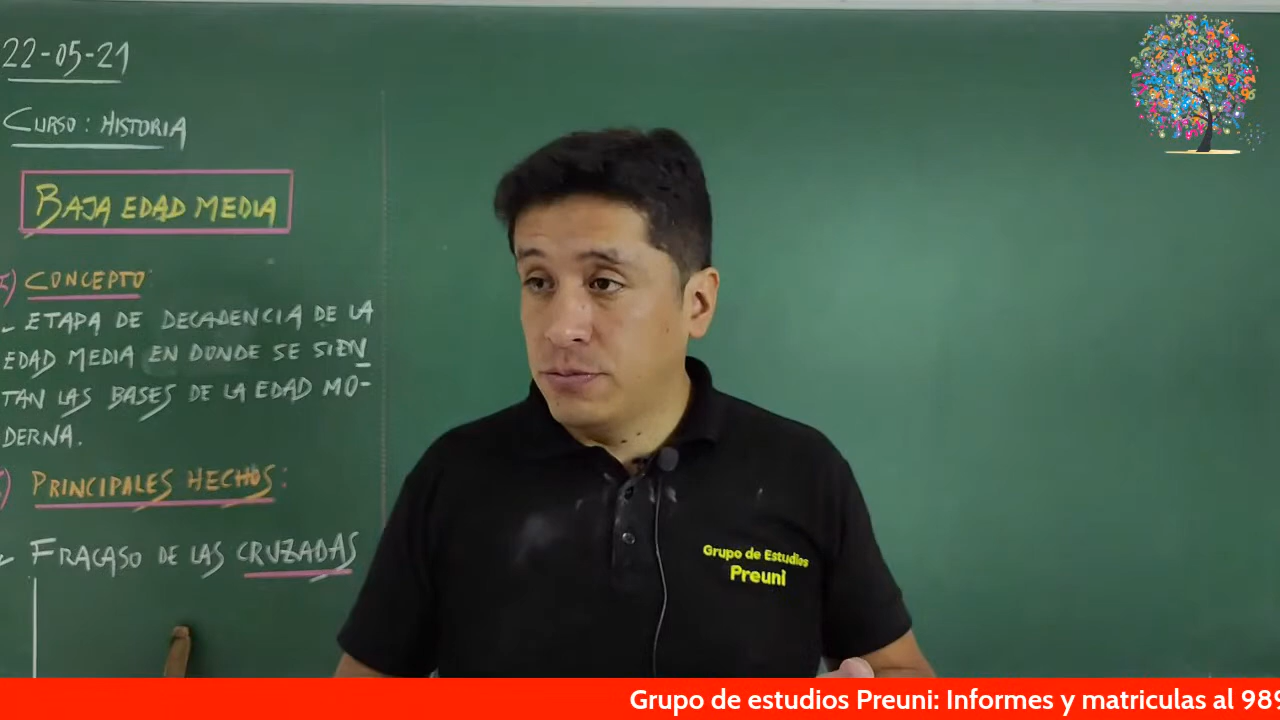 22-05-21
CURSO: HISTORIA
BAJA EDAD MEDIA
I) CONCEPTO:
- ETAPA DE DECADENCIA DE LA
EDAD MEDIA EN DONDE SE SIEN
TAN LAS BASES DE LA EDAD MO-
DERNA.
PRINCIPALES HECHOS:
- FRACASO DE LAS CRUZADAS
Grupo de Estudios
Preuni
Grupo de estudios Preuni: Informes y matriculas al 989